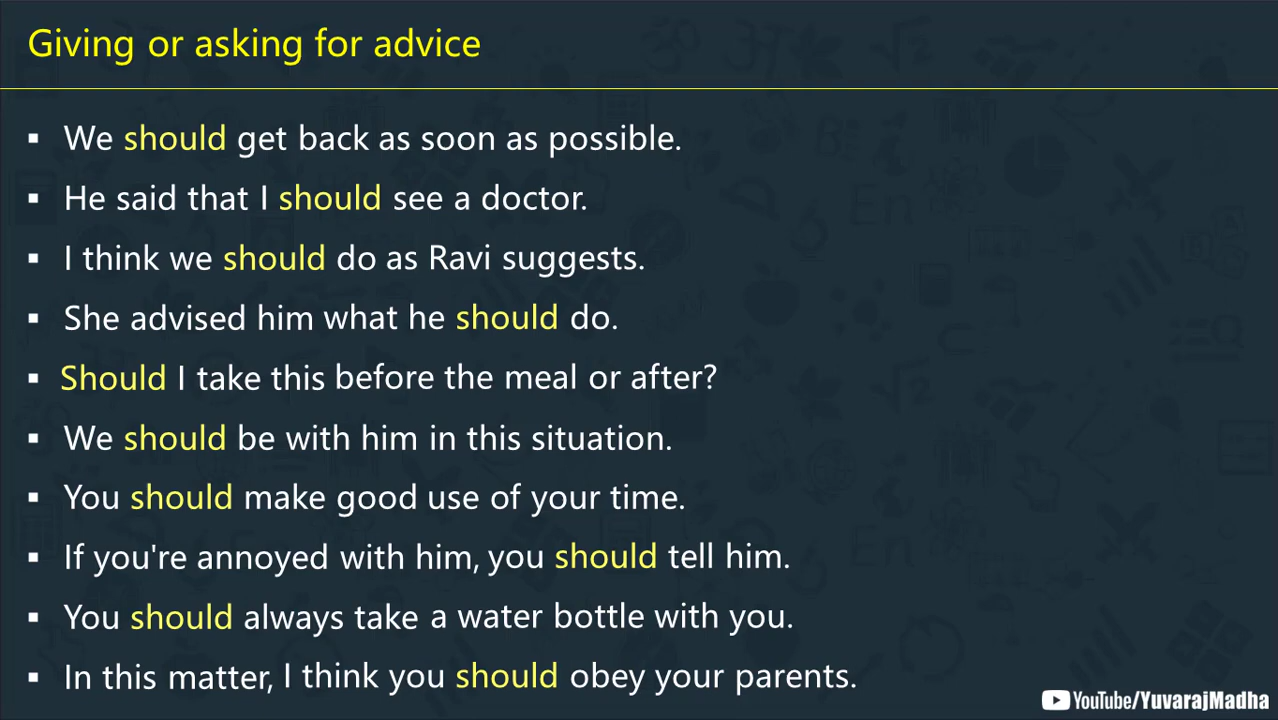 Giving or asking for advice
▪ We should get back as soon as possible.
▪ He said that I should see a doctor.
▪ I think we should do as Ravi suggests.
▪ She advised him what he should do.
▪ Should I take this before the meal or after?
▪ We should be with him in this situation.
▪ You should make good use of your time.
▪ If you're annoyed with him, you should tell him.
▪ You should always take a water bottle with you.
▪ In this matter, I think you should obey your parents.
YouTube/YuvarajMadha